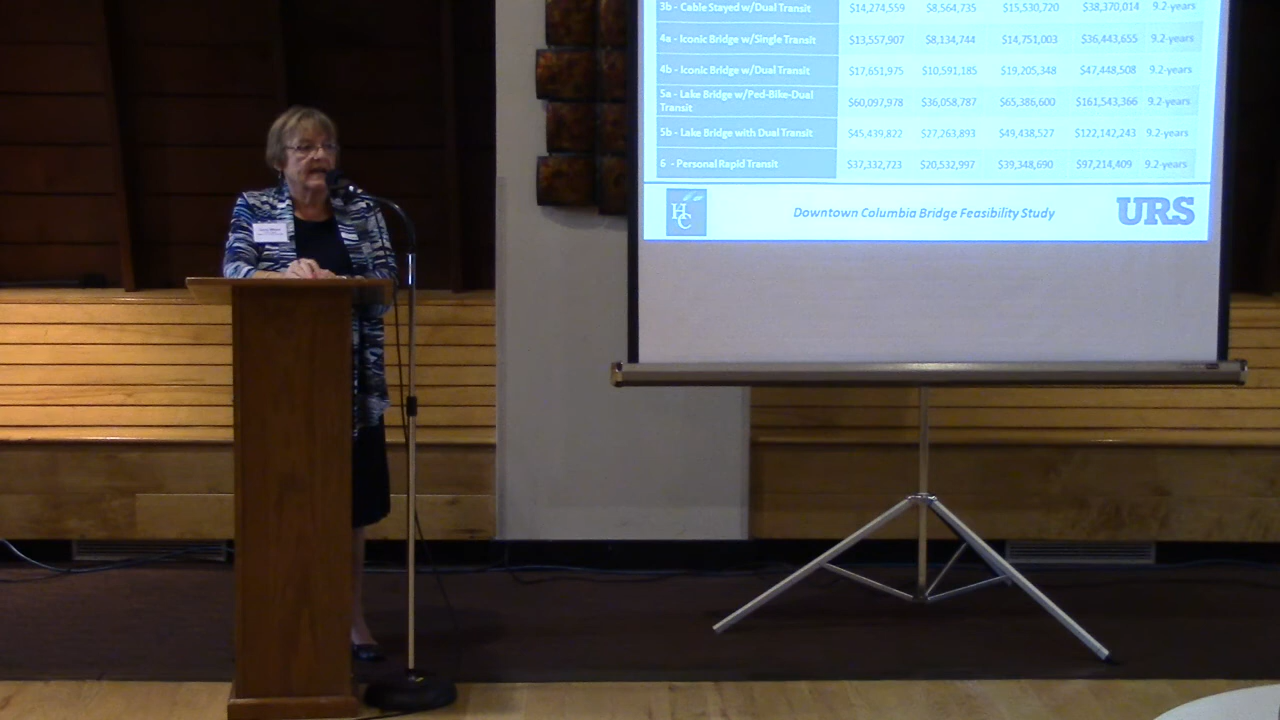 3b - Cable Stayed w/Dual Transit $14,274,559 $8,564,735 $15,530,720 $38,370,014 9.2-years
4a - Iconic Bridge w/Single Transit $13,557,907 $8,134,744 $14,751,003 $36,443,655 9.2-years
4b - Iconic Bridge w/Dual Transit $17,651,975 $10,591,185 $19,205,348 $47,448,508 9.2-years
5a - Lake Bridge w/Ped-Bike-Dual
Transit $60,097,978 $36,058,787 $65,386,600 $161,543,366 9.2-years
5b - Lake Bridge with Dual Transit $45,439,822 $27,263,893 $49,438,527 $122,142,243 9.2-years
6 - Personal Rapid Transit $37,332,723 $20,532,997 $39,348,690 $97,214,409 9.2-years
HC Downtown Columbia Bridge Feasibility Study URS